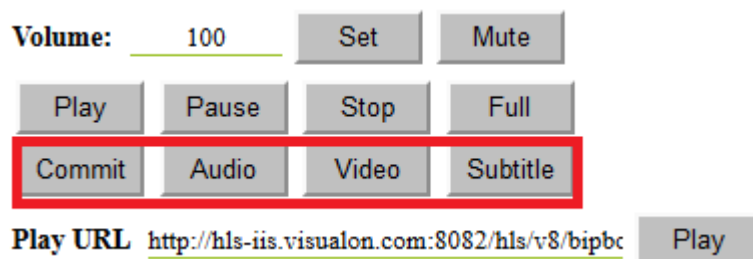 Volume: 100 Set Mute
Play Pause Stop Full
Commit Audio Video Subtitle
Play URL http://hls-iis.visualon.com:8082/hls/v8/bipbc Play